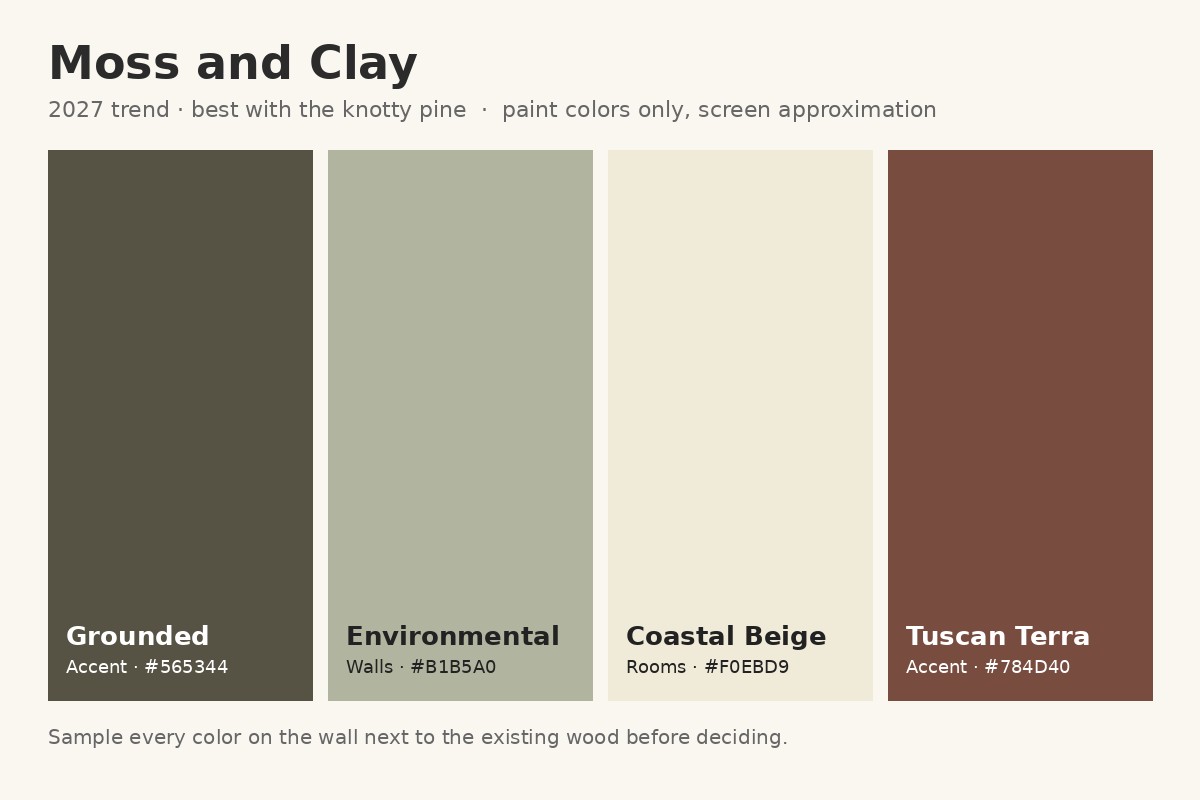 Moss and Clay
2027 trend · best with the knotty pine  ·  paint colors only, screen approximation
Grounded
Accent · #565344
Environmental
Walls · #B1B5A0
Coastal Beige
Rooms · #F0EBD9
Tuscan Terra
Accent · #784D40
Sample every color on the wall next to the existing wood before deciding.